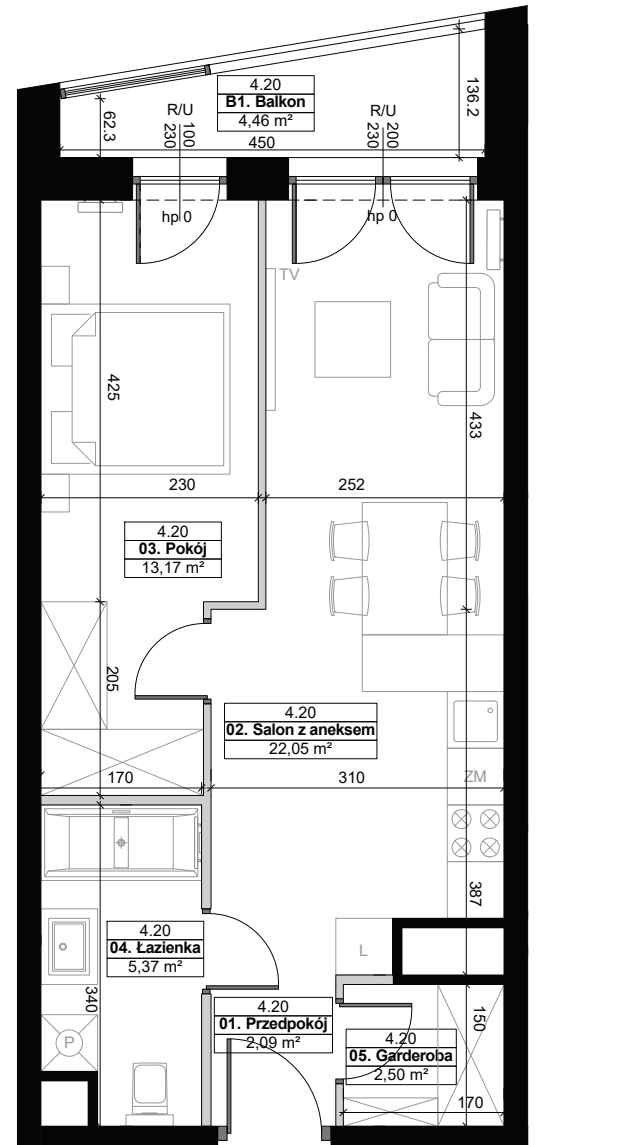 4.20
B1. Balkon
4,46 m²
136.2
62.3
R/U
100
230
R/U
200
230
450
hp 0
hp 0
TV
425
433
230
252
4.20
03. Pokój
13,17 m²
205
4.20
02. Salon z aneksem
22,05 m²
170
310
ZM
387
4.20
04. Łazienka
5,37 m²
L
340
4.20
01. Przedpokój
2,09 m²
150
P
4.20
05. Garderoba
2,50 m²
170